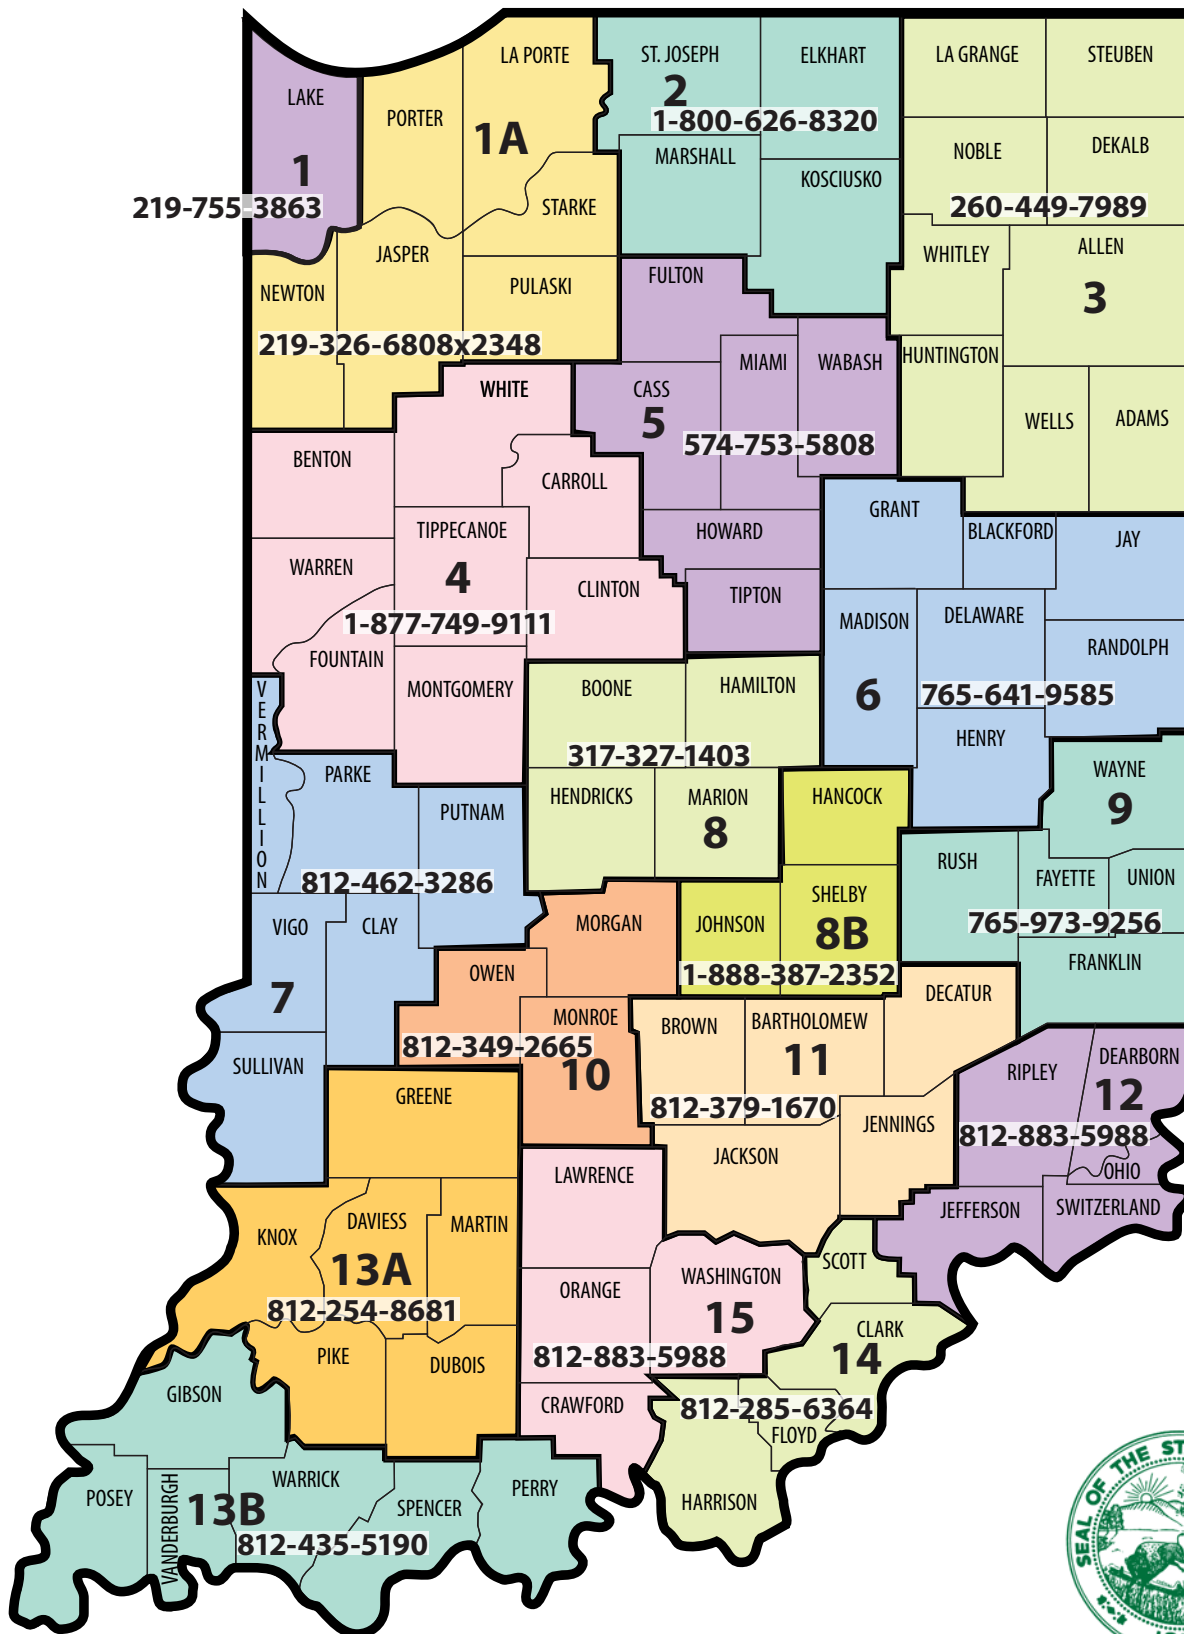 LA PORTE
ST. JOSEPH
ELKHART
LA GRANGE
STEUBEN
LAKE
PORTER
2
1-800-626-8320
1A
1
MARSHALL
KOSCIUSKO
NOBLE
DEKALB
219-755-3863
STARKE
260-449-7989
JASPER
WHITLEY
ALLEN
NEWTON
PULASKI
FULTON
3
219-326-6808x2348
HUNTINGTON
MIAMI
WABASH
WHITE
CASS
5
WELLS
ADAMS
574-753-5808
BENTON
CARROLL
GRANT
TIPPECANOE
HOWARD
BLACKFORD
JAY
WARREN
4
CLINTON
TIPTON
1-877-749-9111
MADISON
DELAWARE
FOUNTAIN
RANDOLPH
MONTGOMERY
BOONE
HAMILTON
6
765-641-9585
VERMILLION
HENRY
317-327-1403
PARKE
WAYNE
HENDRICKS
MARION
HANCOCK
9
PUTNAM
8
RUSH
812-462-3286
FAYETTE
UNION
SHELBY
VIGO
CLAY
MORGAN
JOHNSON
8B
765-973-9256
OWEN
1-888-387-2352
FRANKLIN
7
DECATUR
MONROE
BROWN
BARTHOLOMEW
812-349-2665
11
SULLIVAN
10
RIPLEY
DEARBORN
GREENE
12
812-379-1670
JENNINGS
812-883-5988
JACKSON
OHIO
LAWRENCE
KNOX
DAVIESS
MARTIN
JEFFERSON
SWITZERLAND
13A
SCOTT
812-254-8681
ORANGE
WASHINGTON
15
CLARK
PIKE
DUBOIS
812-883-5988
14
GIBSON
CRAWFORD
812-285-6364
FLOYD
POSEY
VANDERBURGH
WARRICK
13B
SPENCER
PERRY
HARRISON
812-435-5190
SEAL OF THE ST